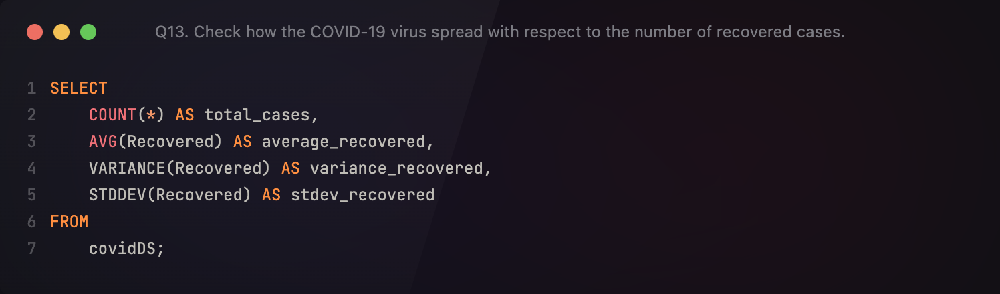 Q13. Check how the COVID-19 virus spread with respect to the number of recovered cases.
1 SELECT
2     COUNT(*) AS total_cases,
3     AVG(Recovered) AS average_recovered,
4     VARIANCE(Recovered) AS variance_recovered,
5     STDDEV(Recovered) AS stdev_recovered
6 FROM
7     covidDS;